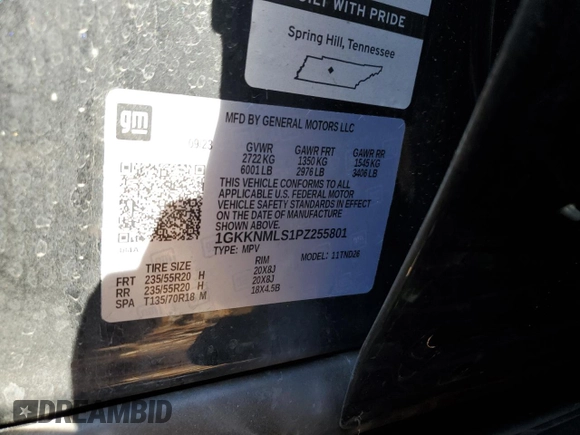 BUILT WITH PRIDE
Spring Hill, Tennessee
gm
MFD BY GENERAL MOTORS LLC
09/23
GVWR GAWR FRT GAWR RR
2722 KG 1350 KG 1545 KG
6001 LB 2976 LB 3406 LB
THIS VEHICLE CONFORMS TO ALL
APPLICABLE U.S. FEDERAL MOTOR
VEHICLE SAFETY STANDARDS IN EFFECT
ON THE DATE OF MANUFACTURE
SHOWN ABOVE.
1GKKNMLS1PZ255801
TYPE: MPV MODEL: 11TND26
TIRE SIZE RIM
FRT 235/55R20 H 20X8J
RR 235/55R20 H 20X8J
SPA T135/70R18 M 18X4.5B
DREAMBID